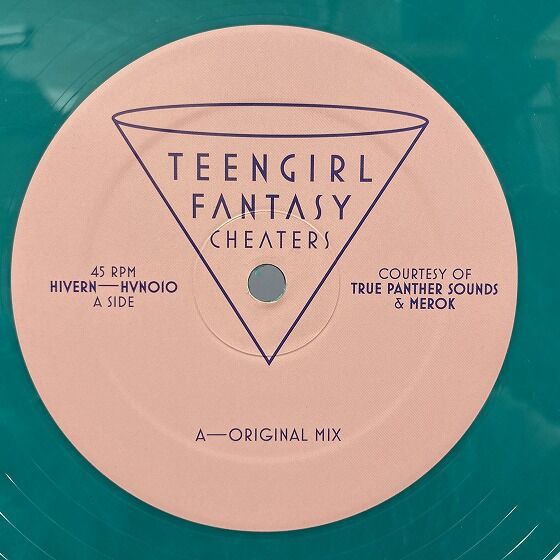 TEENGIRL
FANTASY
CHEATERS
45 RPM
HIVERN—HVN010
A SIDE
COURTESY OF
TRUE PANTHER SOUNDS
& MEROK
A—ORIGINAL MIX